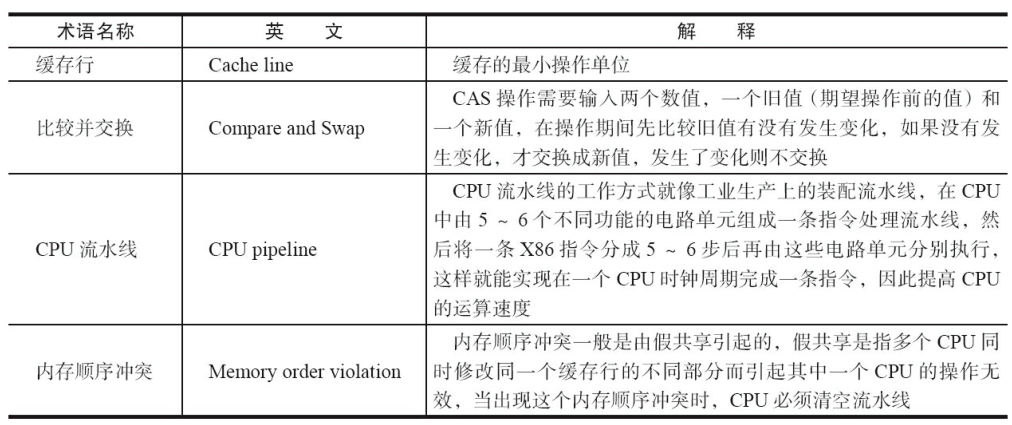 术语名称 英 文 解 释
缓存行 Cache line 缓存的最小操作单位
CAS 操作需要输入两个数值，一个旧值（期望操作前的值）和
比较并交换 Compare and Swap 一个新值，在操作期间先比较旧值有没有发生变化，如果没有发
生变化，才交换成新值，发生了变化则不交换
CPU 流水线的工作方式就像工业生产上的装配流水线，在 CPU
中由 5 ~ 6 个不同功能的电路单元组成一条指令处理流水线，然
CPU 流水线 CPU pipeline 后将一条 X86 指令分成 5 ~ 6 步后再由这些电路单元分别执行，
这样就能实现在一个 CPU 时钟周期完成一条指令，因此提高 CPU
的运算速度
内存顺序冲突一般是由假共享引起的，假共享是指多个 CPU 同
内存顺序冲突 Memory order violation 时修改同一个缓存行的不同部分而引起其中一个 CPU 的操作无
效，当出现这个内存顺序冲突时，CPU 必须清空流水线